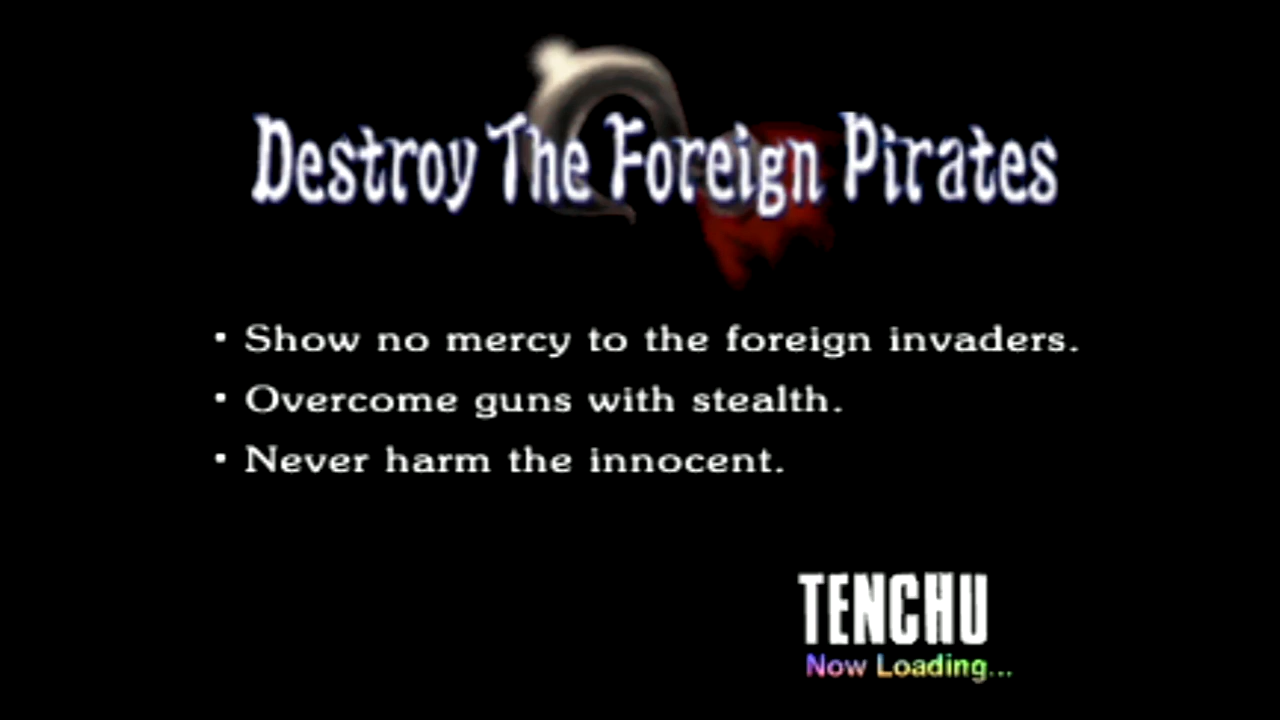 Destroy The Foreign Pirates
• Show no mercy to the foreign invaders.
• Overcome guns with stealth.
• Never harm the innocent.
TENCHU
Now Loading...